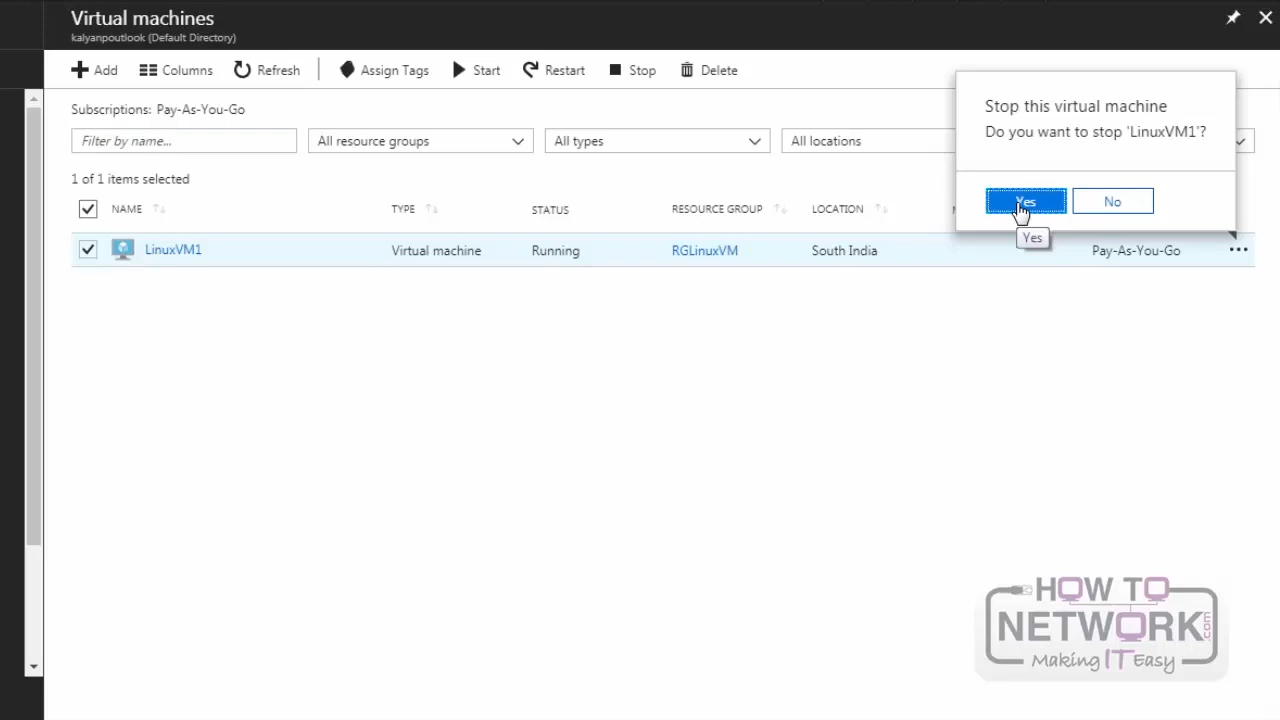 Virtual machines
kalyanpoutlook (Default Directory)
Add Columns Refresh Assign Tags Start Restart Stop Delete
Subscriptions: Pay-As-You-Go
Filter by name... All resource groups All types All locations
Stop this virtual machine
Do you want to stop 'LinuxVM1'?
Yes No
Yes
1 of 1 items selected
NAME TYPE STATUS RESOURCE GROUP LOCATION
LinuxVM1 Virtual machine Running RGLinuxVM South India Pay-As-You-Go
HOW TO
NETWORK.com
Making IT Easy